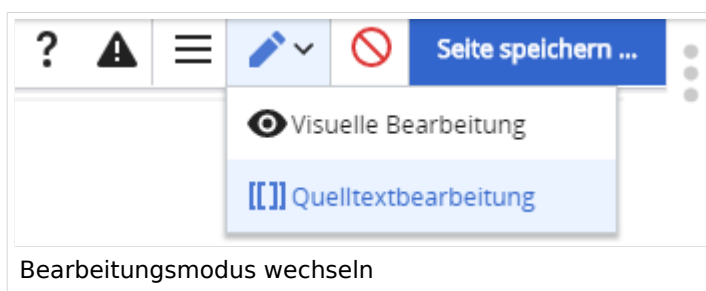 ?
Seite speichern ...
Visuelle Bearbeitung
[[]] Quelltextbearbeitung
Bearbeitungsmodus wechseln